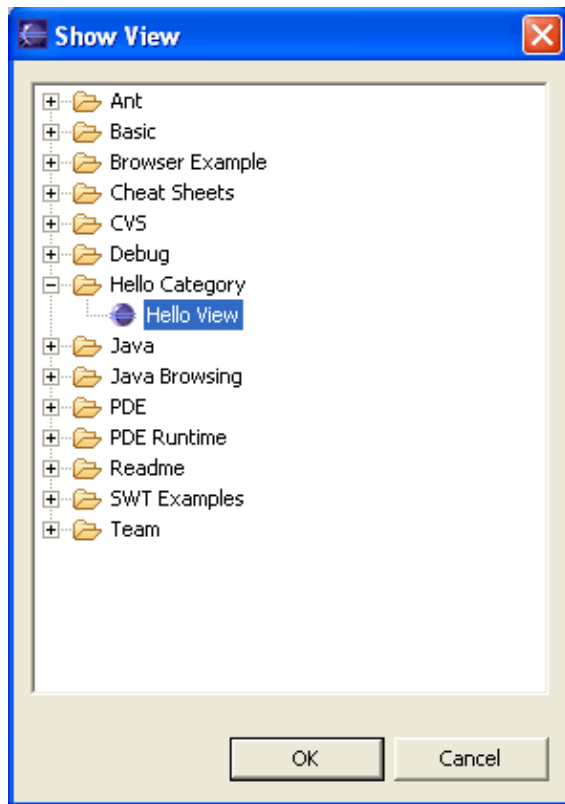 Show View
Ant
Basic
Browser Example
Cheat Sheets
CVS
Debug
Hello Category
Hello View
Java
Java Browsing
PDE
PDE Runtime
Readme
SWT Examples
Team
OK Cancel